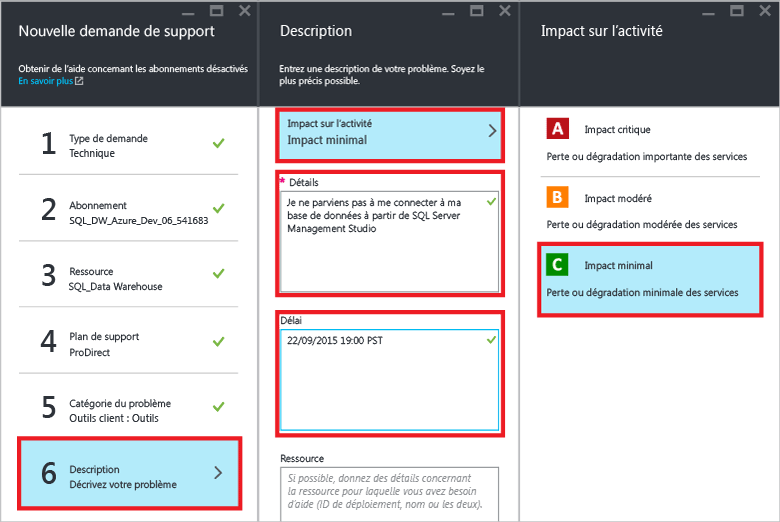 Nouvelle demande de support
Obtenir de l'aide concernant les abonnements désactivés
En savoir plus
1
Type de demande
Technique
2
Abonnement
SQL_DW_Azure_Dev_06_541683
3
Ressource
SQL_Data Warehouse
4
Plan de support
ProDirect
5
Catégorie du problème
Outils client : Outils
6
Description
Décrivez votre problème
Description
Entrez une description de votre problème. Soyez le
plus précis possible.
Impact sur l'activité
Impact minimal
* Détails
Je ne parviens pas à me connecter à ma
base de données à partir de SQL Server
Management Studio
Délai
22/09/2015 19:00 PST
Ressource
Si possible, donnez des détails concernant
la ressource pour laquelle vous avez besoin
d'aide (ID de déploiement, nom ou les deux).
Impact sur l'activité
A
Impact critique
Perte ou dégradation importante des services
B
Impact modéré
Perte ou dégradation modérée des services
C
Impact minimal
Perte ou dégradation minimale des services